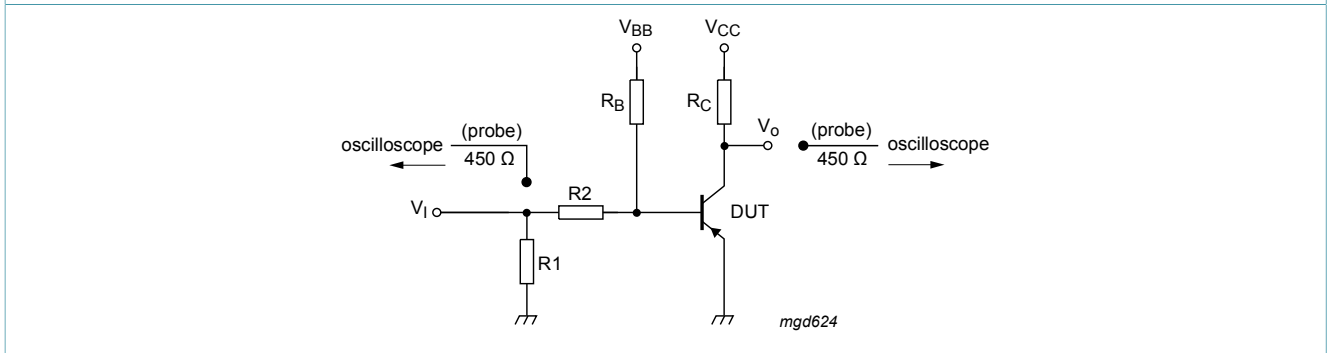 VBB VCC
RB RC
Vo
(probe) (probe)
oscilloscope oscilloscope
450 Ω 450 Ω
R2
VI DUT
R1
mgd624